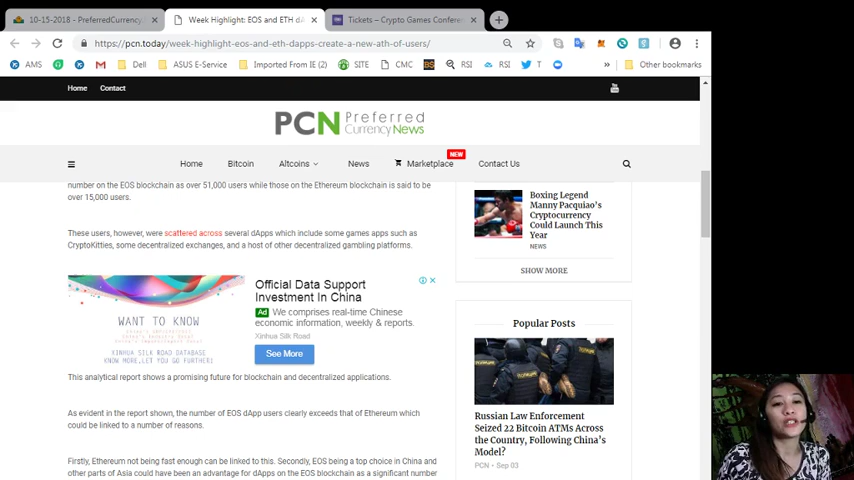 10-15-2018 - PreferredCurrency
Week Highlight: EOS and ETH d
Tickets – Crypto Games Confere
https://pcn.today/week-highlight-eos-and-eth-dapps-create-a-new-ath-of-users/
AMS
Dell
ASUS E-Service
Imported From IE (2)
SITE
CMC
RSI
RSI
T
»
Other bookmarks
Home
Contact
PCN Preferred
Currency News
Home
Bitcoin
Altcoins
News
Marketplace
NEW
Contact Us
number on the EOS blockchain as over 51,000 users while those on the Ethereum blockchain is said to be
over 15,000 users.
These users, however, were scattered across several dApps which include some games apps such as
CryptoKitties, some decentralized exchanges, and a host of other decentralized gambling platforms.
WANT TO KNOW
XINHUA SILK ROAD DATABASE
KNOW MORE,LET YOU GO FURTHER!
Official Data Support
Investment In China
Ad We comprises real-time Chinese
economic information, weekly & reports.
Xinhua Silk Road
See More
This analytical report shows a promising future for blockchain and decentralized applications.
As evident in the report shown, the number of EOS dApp users clearly exceeds that of Ethereum which
could be linked to a number of reasons.
Firstly, Ethereum not being fast enough can be linked to this. Secondly, EOS being a top choice in China and
other parts of Asia could have been an advantage for dApps on the EOS blockchain as a significant number
Boxing Legend
Manny Pacquiao's
Cryptocurrency
Could Launch This
Year
NEWS
SHOW MORE
Popular Posts
Russian Law Enforcement
Seized 22 Bitcoin ATMs Across
the Country, Following China's
Model?
PCN - Sep 03